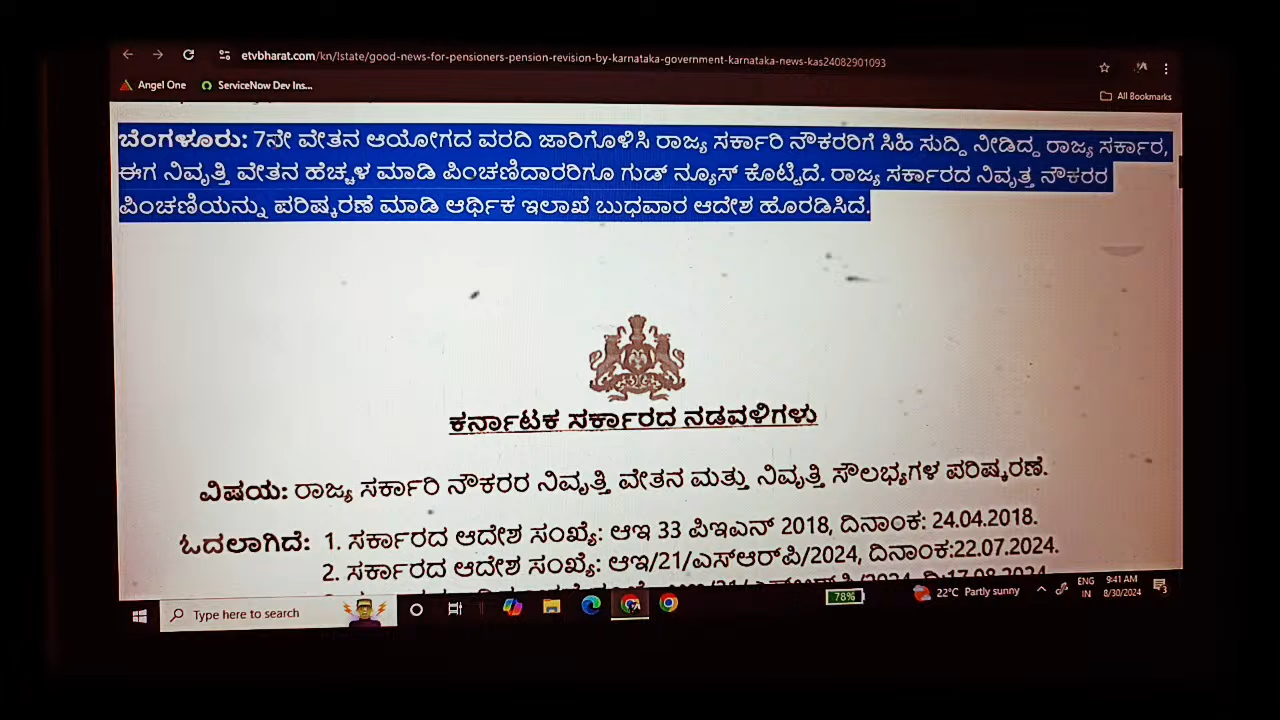 etvbharat.com/kn/!state/good-news-for-pensioners-pension-revision-by-karnataka-government-karnataka-news-kas24082901093
Angel One ServiceNow Dev Ins... All Bookmarks
ಬೆಂಗಳೂರು: 7ನೇ ವೇತನ ಆಯೋಗದ ವರದಿ ಜಾರಿಗೊಳಿಸಿ ರಾಜ್ಯ ಸರ್ಕಾರಿ ನೌಕರರಿಗೆ ಸಿಹಿ ಸುದ್ದಿ ನೀಡಿದ್ದ ರಾಜ್ಯ ಸರ್ಕಾರ,
ಈಗ ನಿವೃತ್ತಿ ವೇತನ ಹೆಚ್ಚಳ ಮಾಡಿ ಪಿಂಚಣಿದಾರರಿಗೂ ಗುಡ್ ನ್ಯೂಸ್ ಕೊಟ್ಟಿದೆ. ರಾಜ್ಯ ಸರ್ಕಾರದ ನಿವೃತ್ತ ನೌಕರರ
ಪಿಂಚಣಿಯನ್ನು ಪರಿಷ್ಕರಣೆ ಮಾಡಿ ಆರ್ಥಿಕ ಇಲಾಖೆ ಬುಧವಾರ ಆದೇಶ ಹೊರಡಿಸಿದೆ.
ಕರ್ನಾಟಕ ಸರ್ಕಾರದ ನಡವಳಿಗಳು
ವಿಷಯ: ರಾಜ್ಯ ಸರ್ಕಾರಿ ನೌಕರರ ನಿವೃತ್ತಿ ವೇತನ ಮತ್ತು ನಿವೃತ್ತಿ ಸೌಲಭ್ಯಗಳ ಪರಿಷ್ಕರಣೆ.
ಓದಲಾಗಿದೆ: 1. ಸರ್ಕಾರದ ಆದೇಶ ಸಂಖ್ಯೆ: ಆಇ 33 ಪಿಇಎನ್ 2018, ದಿನಾಂಕ: 24.04.2018.
2. ಸರ್ಕಾರದ ಆದೇಶ ಸಂಖ್ಯೆ: ಆಇ/21/ಎಸ್ಆರ್‌ಪಿ/2024, ದಿನಾಂಕ:22.07.2024.
Type here to search 78% 22°C Partly sunny ENG IN 9:41 AM 8/30/2024 3